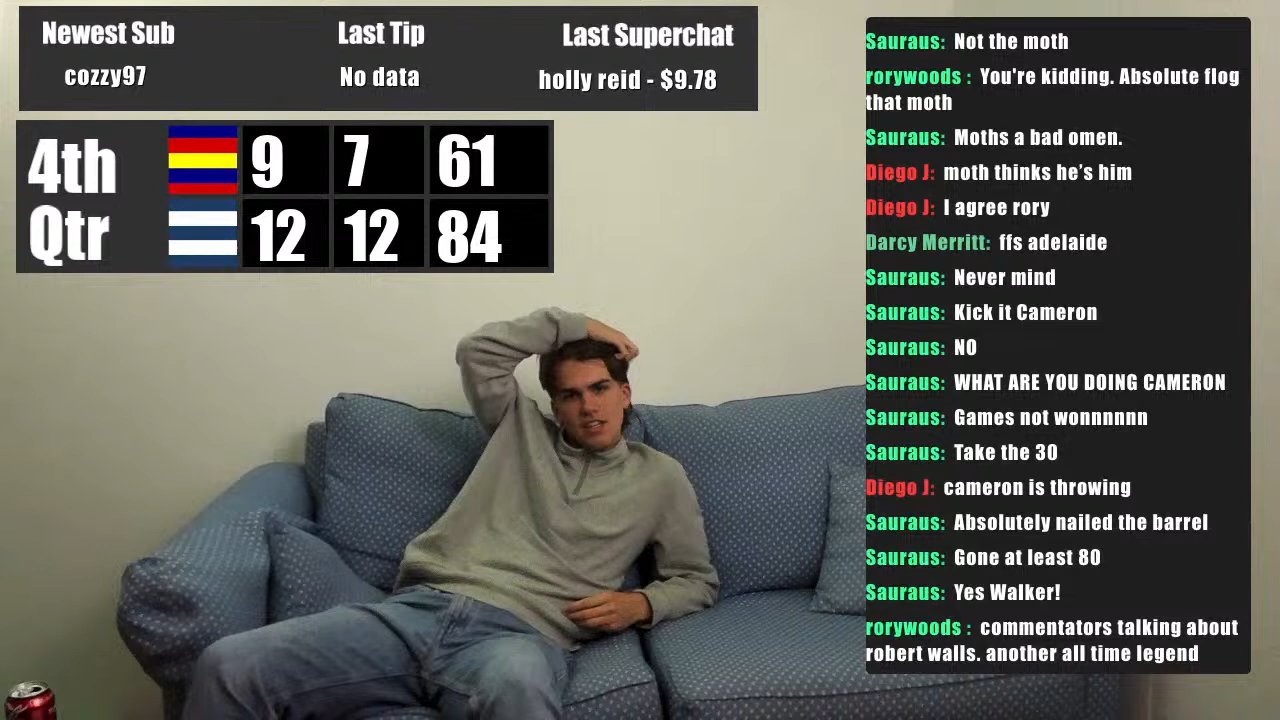 Newest Sub
Last Tip
Last Superchat
cozzy97
No data
holly reid - $9.78
4th
Qtr
9 7 61
12 12 84
Sauraus: Not the moth
rorywoods : You're kidding. Absolute flog
that moth
Sauraus: Moths a bad omen.
Diego J: moth thinks he's him
Diego J: I agree rory
Darcy Merritt: ffs adelaide
Sauraus: Never mind
Sauraus: Kick it Cameron
Sauraus: NO
Sauraus: WHAT ARE YOU DOING CAMERON
Sauraus: Games not wonnnnnn
Sauraus: Take the 30
Diego J: cameron is throwing
Sauraus: Absolutely nailed the barrel
Sauraus: Gone at least 80
Sauraus: Yes Walker!
rorywoods : commentators talking about
robert walls. another all time legend